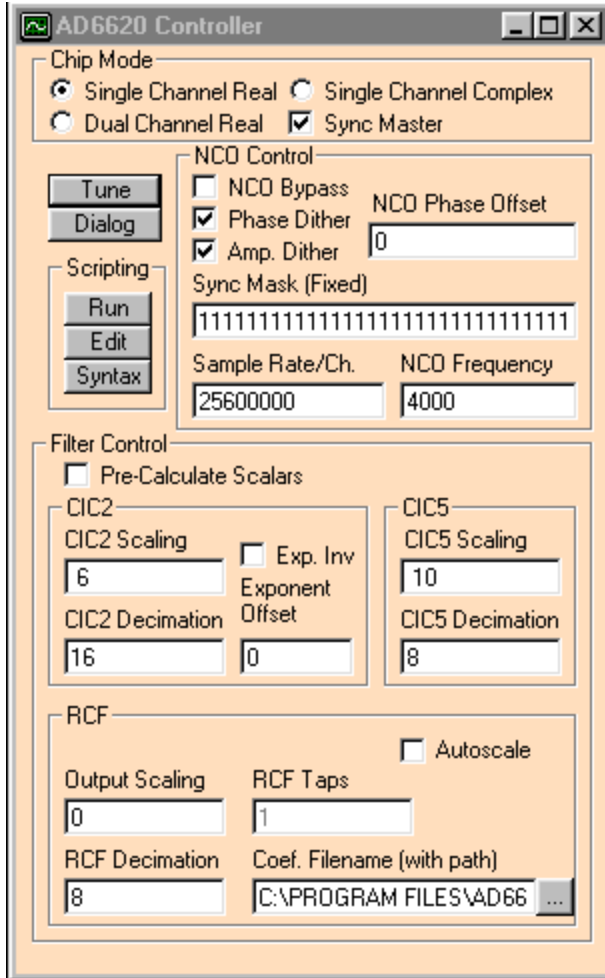 AD6620 Controller
Chip Mode
Single Channel Real
Single Channel Complex
Dual Channel Real
Sync Master
Tune
Dialog
Scripting
Run
Edit
Syntax
NCO Control
NCO Bypass
Phase Dither
Amp. Dither
NCO Phase Offset
0
Sync Mask (Fixed)
11111111111111111111111111111111
Sample Rate/Ch.
25600000
NCO Frequency
4000
Filter Control
Pre-Calculate Scalars
CIC2
CIC2 Scaling
6
Exp. Inv
Exponent
Offset
0
CIC2 Decimation
16
CIC5
CIC5 Scaling
10
CIC5 Decimation
8
RCF
Autoscale
Output Scaling
0
RCF Taps
1
RCF Decimation
8
Coef. Filename (with path)
C:\PROGRAM FILES\AD66
...